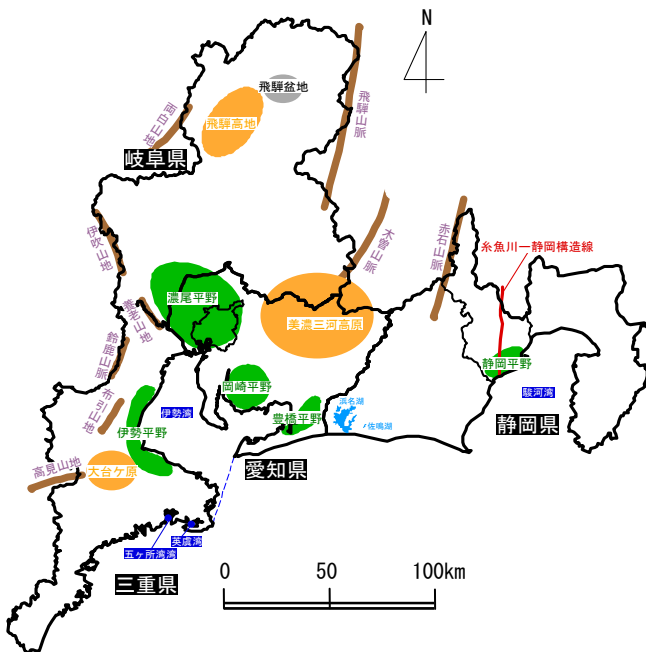 N
飛騨盆地
飛騨高地
飛騨山脈
両白山地
岐阜県
伊吹山地
木曽山脈
赤石山脈
糸魚川ー静岡構造線
濃尾平野
養老山地
美濃三河高原
鈴鹿山脈
静岡平野
岡崎平野
駿河湾
布引山地
伊勢湾
浜名湖
豊橋平野
佐鳴湖
静岡県
伊勢平野
高見山地
大台ケ原
愛知県
英虞湾
五ヶ所湾湾
三重県
0 50 100km